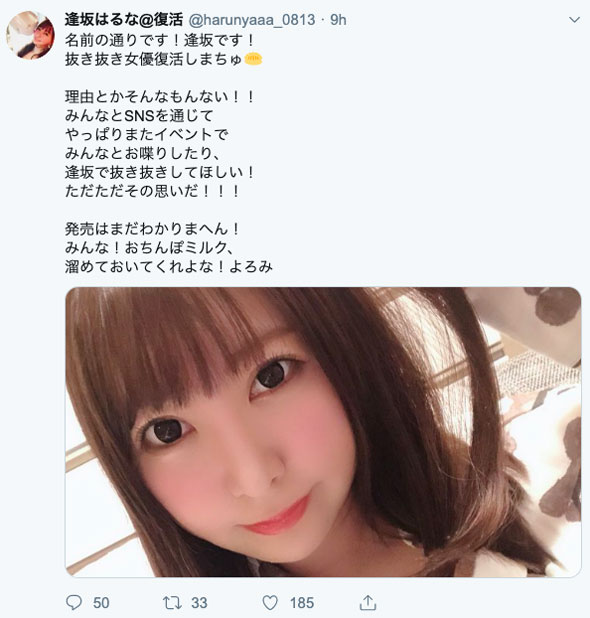 逢坂はるな@復活 @harunyaaa_0813 · 9h
名前の通りです！逢坂です！
抜き抜き女優復活しまちゅ
理由とかそんなもんない！！
みんなとSNSを通じて
やっぱりまたイベントで
みんなとお喋りしたり、
逢坂で抜き抜きしてほしい！
ただただその思いだ！！！
発売はまだわかりまへん！
みんな！おちんぽミルク、
溜めておいてくれよな！よろみ
50 33 185